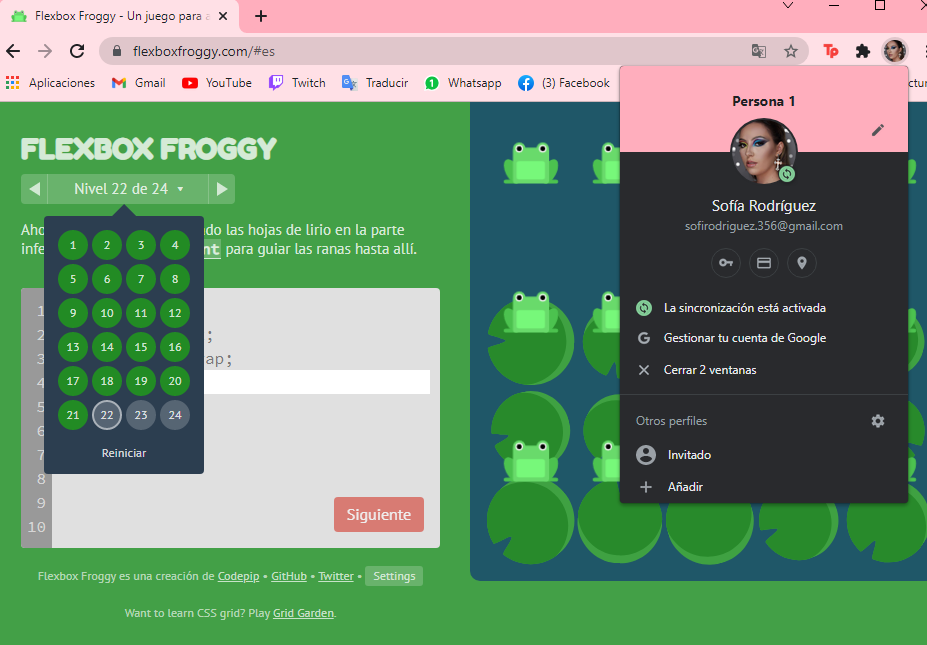 Flexbox Froggy - Un juego para a
flexboxfroggy.com/#es
Aplicaciones Gmail YouTube Twitch Traducir Whatsapp (3) Facebook
FLEXBOX FROGGY
Nivel 22 de 24
Aho do las hojas de lirio en la parte
infe nt para guiar las ranas hasta allí.
1 2 3 4
5 6 7 8
9 10 11 12
13 14 15 16
17 18 19 20
21 22 23 24
Reiniciar
1
2 ;
3 ap;
4
5
6
7
8
9
10
Siguiente
Flexbox Froggy es una creación de Codepip • GitHub • Twitter • Settings
Want to learn CSS grid? Play Grid Garden.
Persona 1
Sofía Rodríguez
sofirodriguez.356@gmail.com
La sincronización está activada
Gestionar tu cuenta de Google
Cerrar 2 ventanas
Otros perfiles
Invitado
Añadir